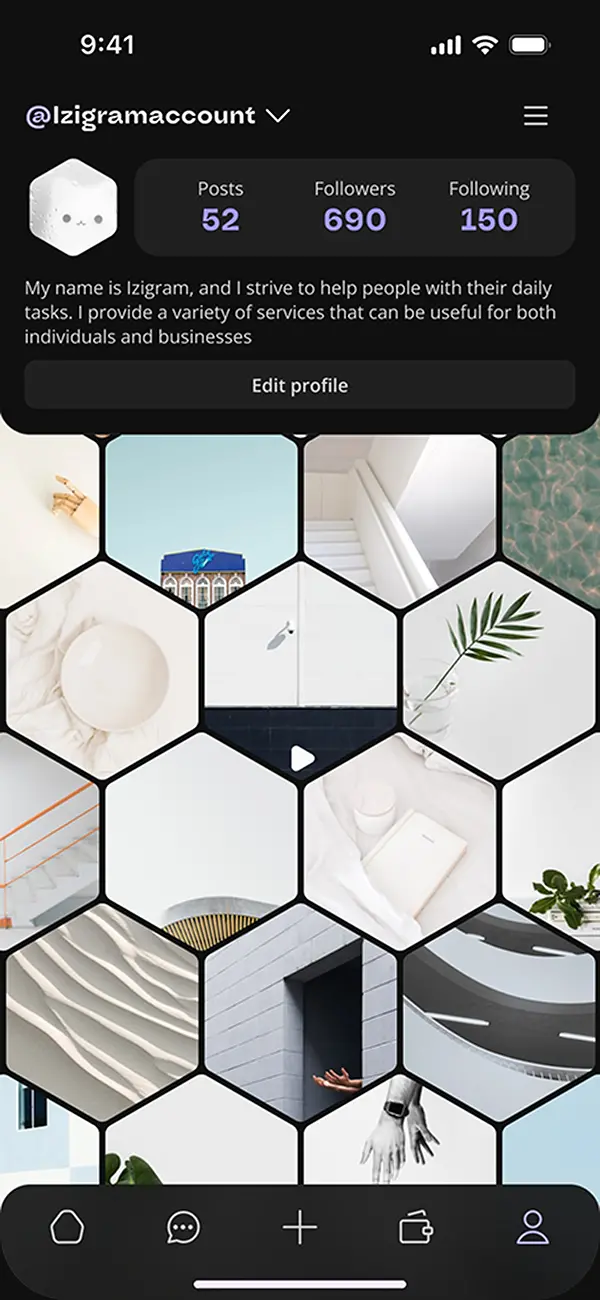 9:41
@Izigramaccount
Posts Followers Following
52 690 150
My name is Izigram, and I strive to help people with their daily
tasks. I provide a variety of services that can be useful for both
individuals and businesses
Edit profile